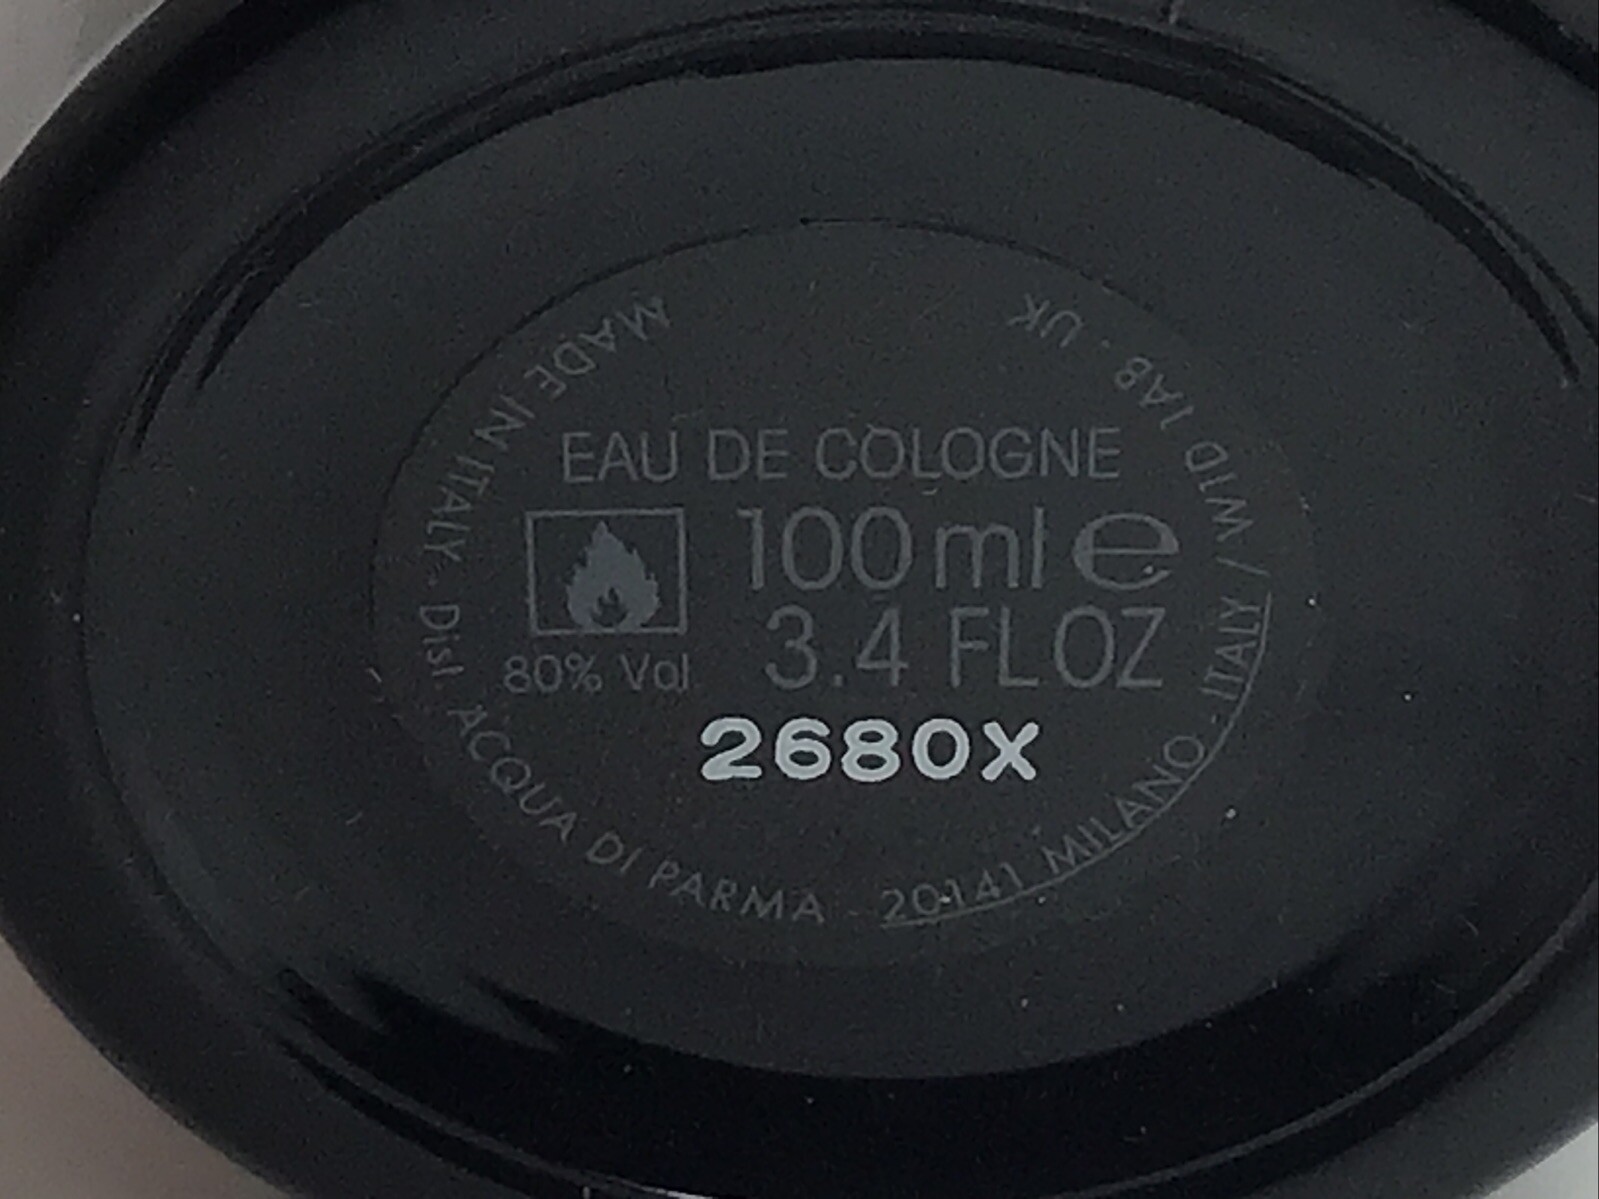 EAU DE COLOGNE
100 ml e
3.4 FL OZ
80% Vol
2680X
MADE IN ITALY. Dist. ACQUA DI PARMA - 20141 MILANO - ITALY / W1D 1AB - UK